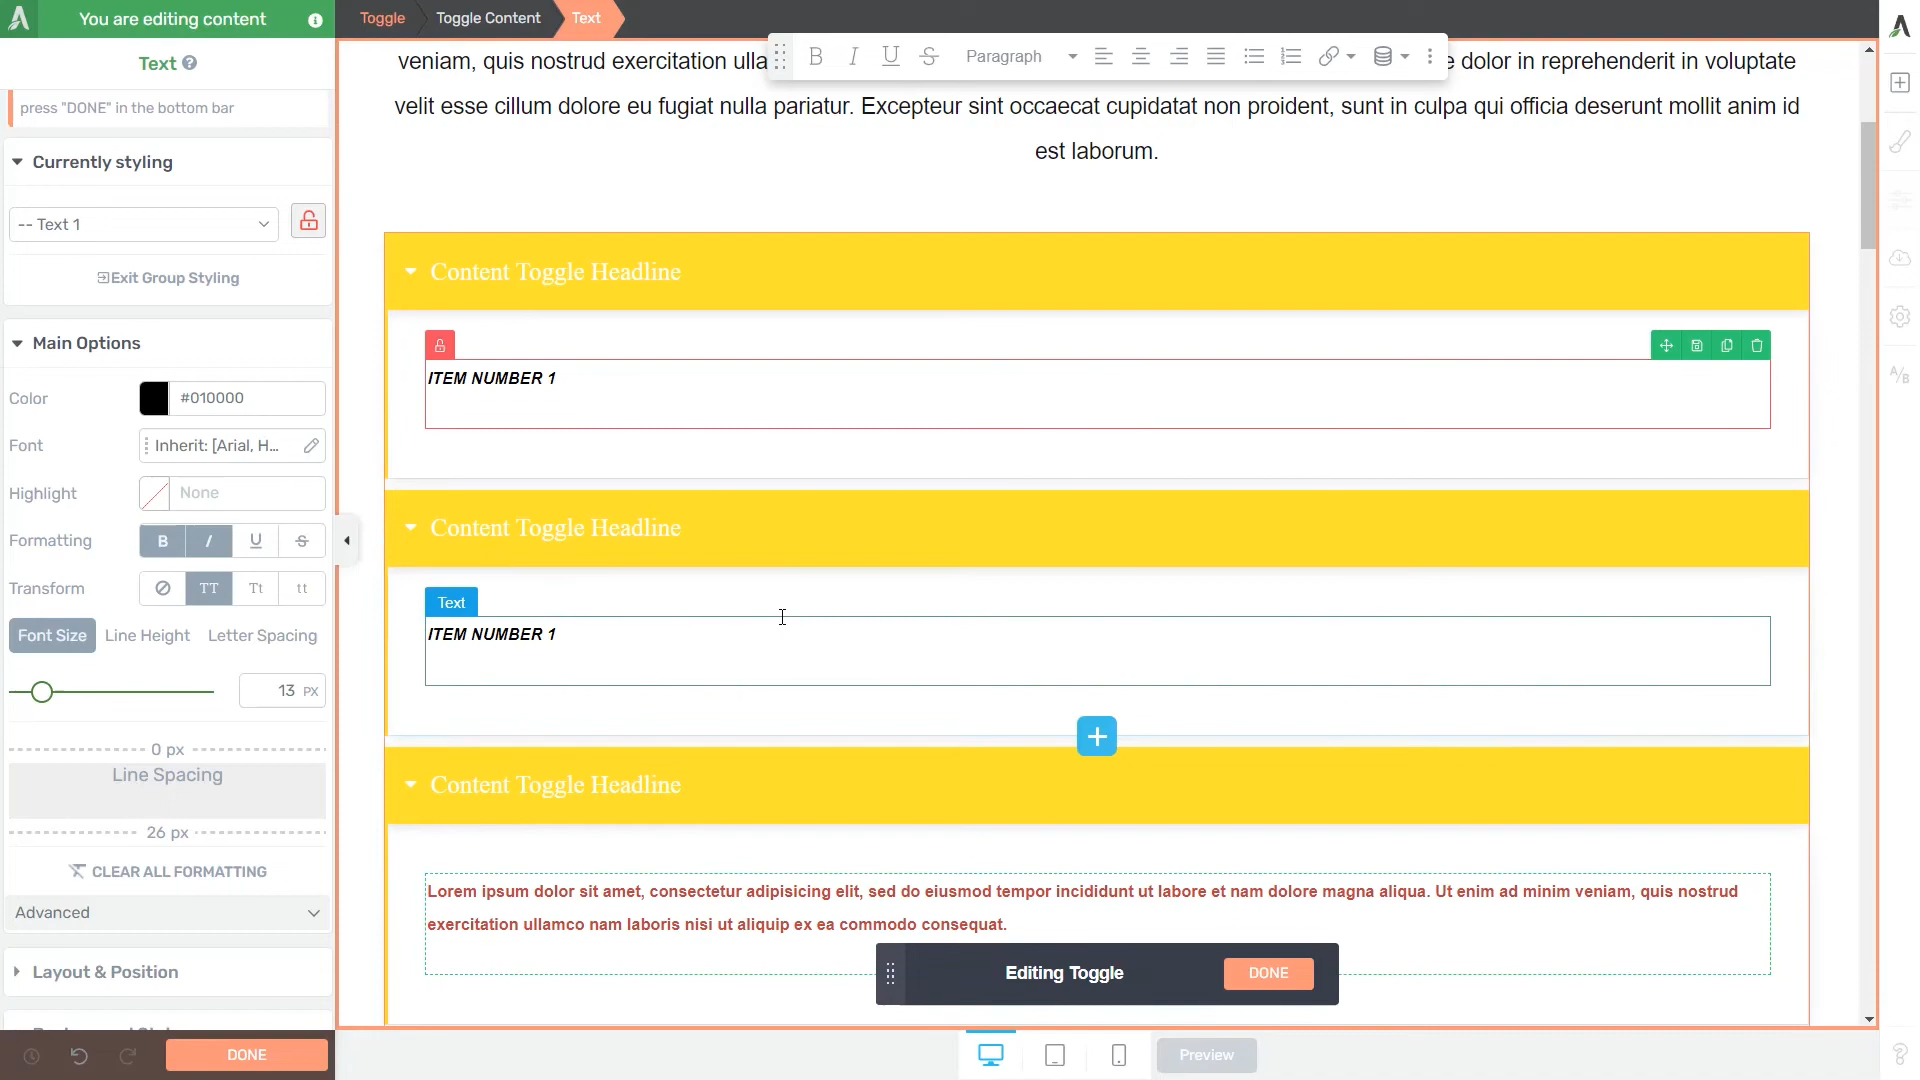 You are editing content
Toggle
Toggle Content
Text
Text
press "DONE" in the bottom bar
Currently styling
-- Text 1
Exit Group Styling
Main Options
Color
#010000
Font
Inherit: [Arial, H...
Highlight
None
Formatting
B I U S
Transform
TT Tt tt
Font Size Line Height Letter Spacing
13 PX
0 px
Line Spacing
26 px
CLEAR ALL FORMATTING
Advanced
Layout & Position
DONE
B I U S Paragraph
veniam, quis nostrud exercitation ulla
e dolor in reprehenderit in voluptate
velit esse cillum dolore eu fugiat nulla pariatur. Excepteur sint occaecat cupidatat non proident, sunt in culpa qui officia deserunt mollit anim id
est laborum.
Content Toggle Headline
ITEM NUMBER 1
Content Toggle Headline
Text
ITEM NUMBER 1
Content Toggle Headline
Lorem ipsum dolor sit amet, consectetur adipisicing elit, sed do eiusmod tempor incididunt ut labore et nam dolore magna aliqua. Ut enim ad minim veniam, quis nostrud
exercitation ullamco nam laboris nisi ut aliquip ex ea commodo consequat.
Editing Toggle
DONE
Preview
A/B